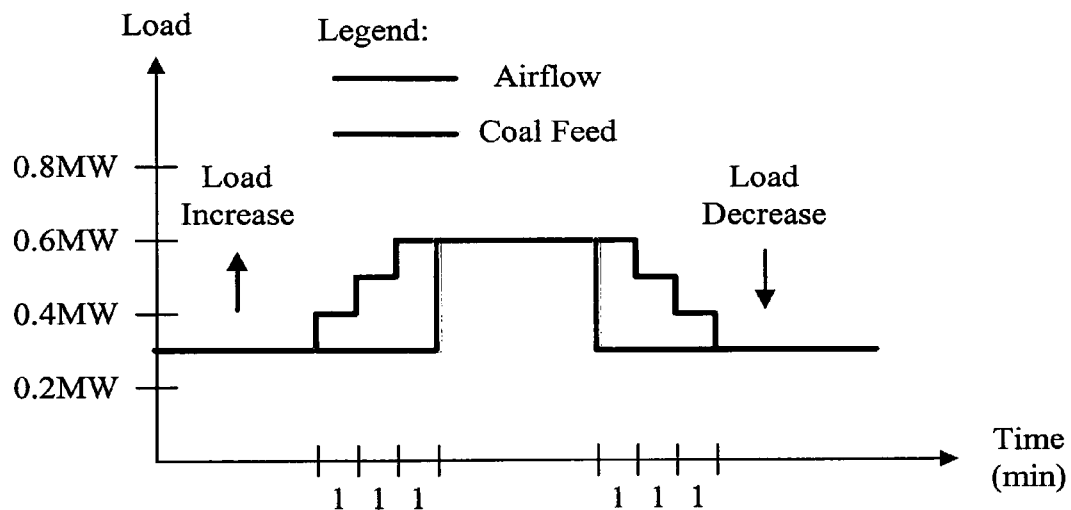 Load
Legend:
Airflow
Coal Feed
0.8MW
Load
Increase
Load
Decrease
0.6MW
0.4MW
0.2MW
Time
(min)
1 1 1
1 1 1